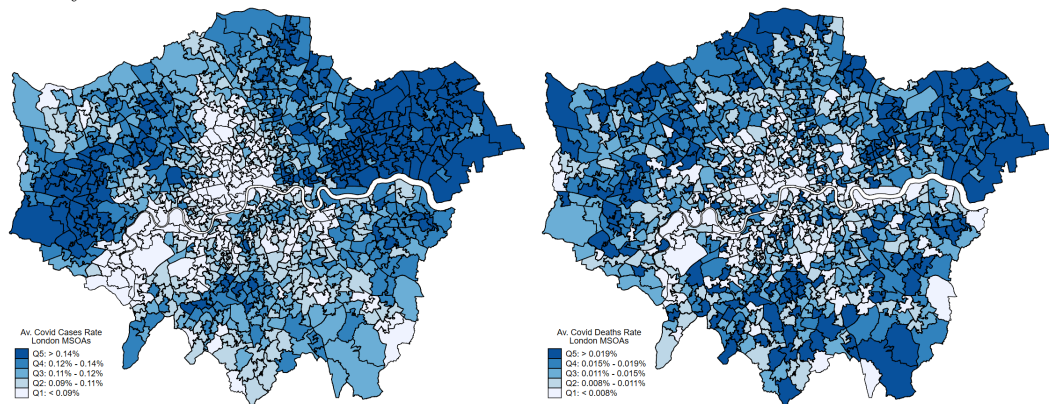 Av. Covid Cases Rate
London MSOAs
Q5: > 0.14%
Q4: 0.12% - 0.14%
Q3: 0.11% - 0.12%
Q2: 0.09% - 0.11%
Q1: < 0.09%
Av. Covid Deaths Rate
London MSOAs
Q5: > 0.019%
Q4: 0.015% - 0.019%
Q3: 0.011% - 0.015%
Q2: 0.008% - 0.011%
Q1: < 0.008%